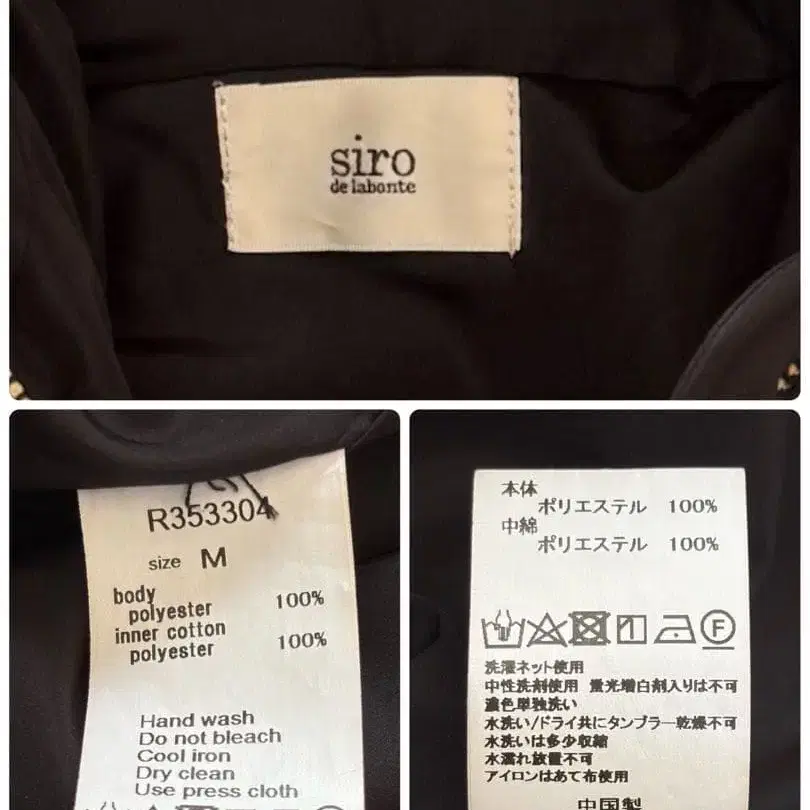 siro
de labonte
R353304
size M
body
polyester 100%
inner cotton
polyester 100%
Hand wash
Do not bleach
Cool iron
Dry clean
Use press cloth
本体
ポリエステル 100%
中綿
ポリエステル 100%
F
洗濯ネット使用
中性洗剤使用 蛍光増白剤入りは不可
濃色単独洗い
水洗い/ドライ共にタンブラー乾燥不可
水洗いは多少収縮
水濡れ放置不可
アイロンはあて布使用
中国製